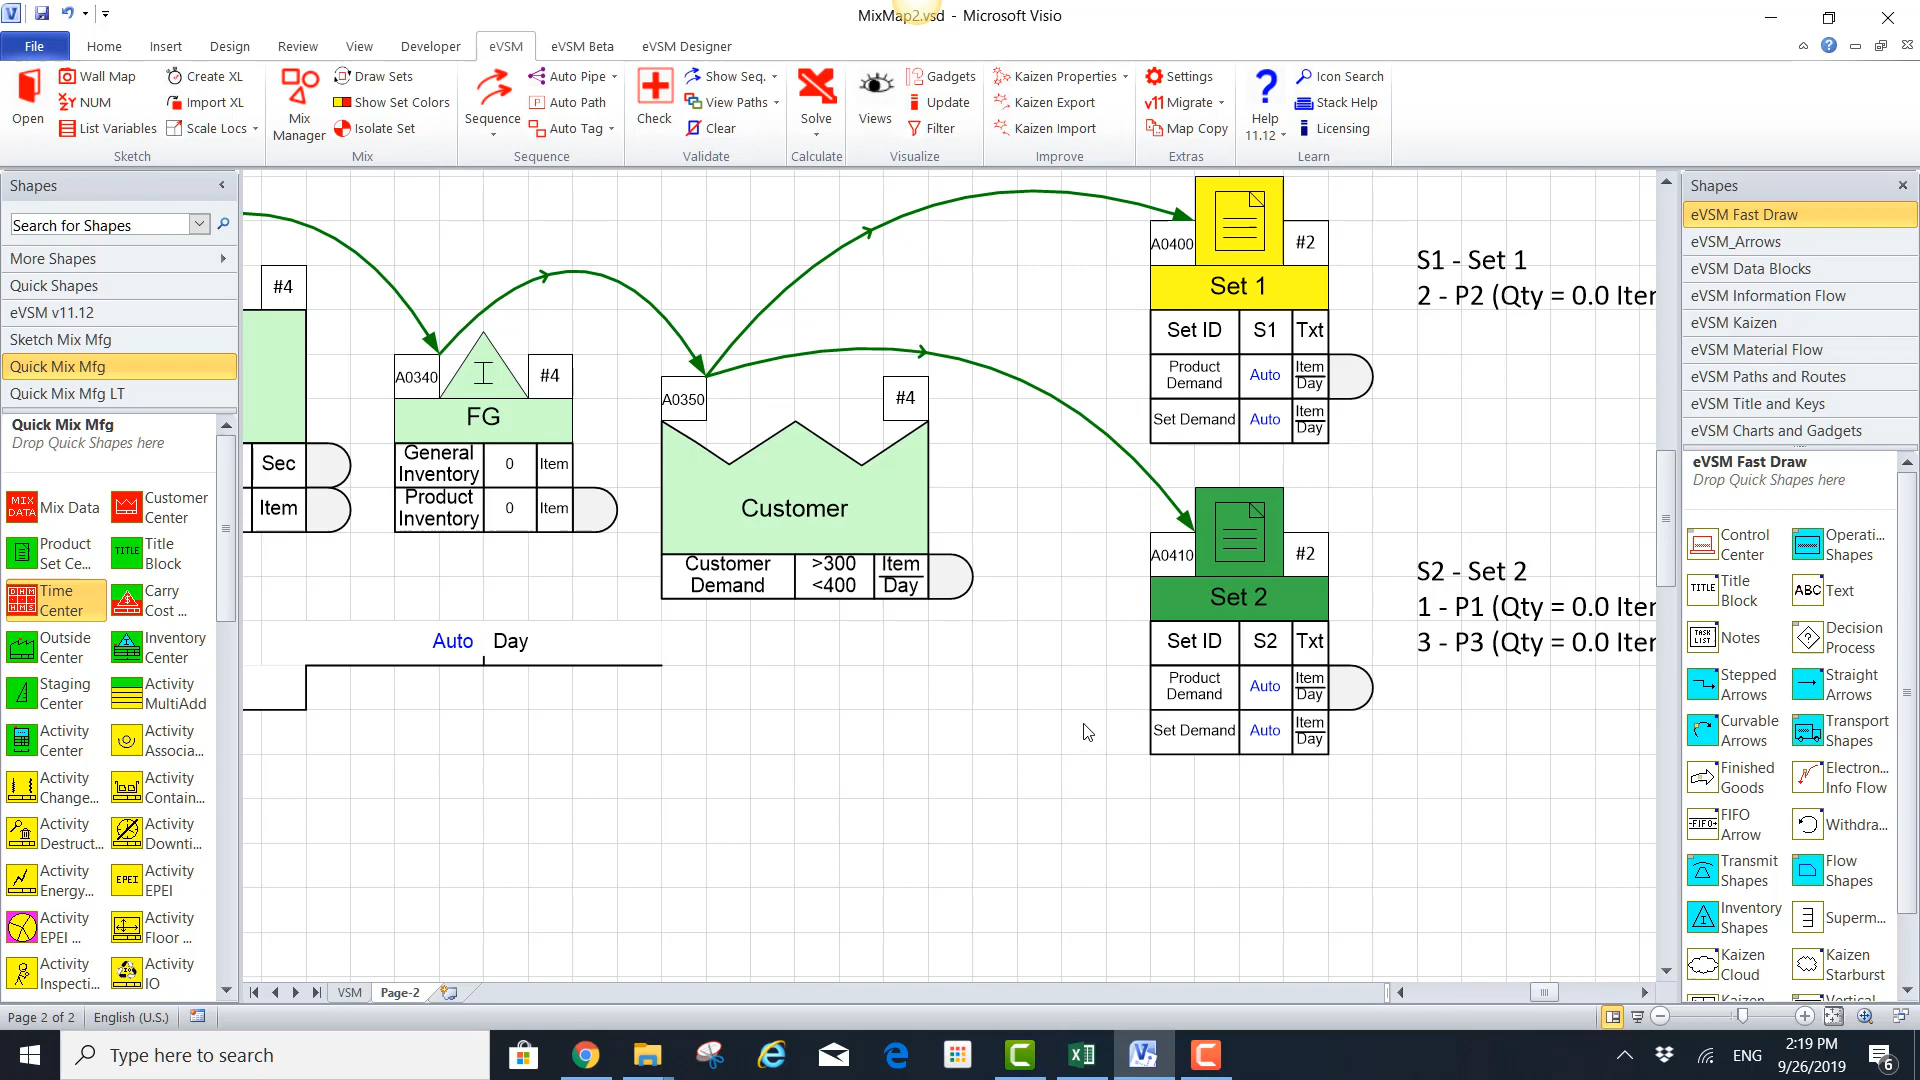 MixMap2.vsd - Microsoft Visio
File
Home
Insert
Design
Review
View
Developer
eVSM
eVSM Beta
eVSM Designer
Open
Wall Map
NUM
List Variables
Create XL
Import XL
Scale Locs
Sketch
Mix
Manager
Draw Sets
Show Set Colors
Isolate Set
Mix
Sequence
Auto Pipe
Auto Path
Auto Tag
Sequence
Check
Show Seq.
View Paths
Clear
Validate
Solve
Calculate
Views
Gadgets
Update
Filter
Visualize
Kaizen Properties
Kaizen Export
Kaizen Import
Improve
Settings
v11 Migrate
Map Copy
Extras
Help
11.12
Icon Search
Stack Help
Licensing
Learn
Shapes
Search for Shapes
More Shapes
Quick Shapes
eVSM v11.12
Sketch Mix Mfg
Quick Mix Mfg
Quick Mix Mfg LT
Quick Mix Mfg
Drop Quick Shapes here
MIX
DATA
Mix Data
Customer
Center
Product
Set Ce...
TITLE
Title
Block
Time
Center
Carry
Cost ...
Outside
Center
Inventory
Center
Staging
Center
Activity
MultiAdd
Activity
Center
Activity
Associa...
Activity
Change...
Activity
Contain...
Activity
Destruct...
Activity
Downti...
Activity
Energy...
EPEI
Activity
EPEI
Activity
EPEI ...
Activity
Floor ...
Activity
Inspecti...
Activity
IO
#4
Sec
Item
A0340
I
#4
FG
General
Inventory
0
Item
Product
Inventory
0
Item
A0350
#4
Customer
Customer
Demand
>300
<400
Item
Day
Auto Day
A0400
#2
Set 1
Set ID
S1
Txt
Product
Demand
Auto
Item
Day
Set Demand
Auto
Item
Day
S1 - Set 1
2 - P2 (Qty = 0.0 Iter
A0410
#2
Set 2
Set ID
S2
Txt
Product
Demand
Auto
Item
Day
Set Demand
Auto
Item
Day
S2 - Set 2
1 - P1 (Qty = 0.0 Iter
3 - P3 (Qty = 0.0 Iter
Shapes
eVSM Fast Draw
eVSM_Arrows
eVSM Data Blocks
eVSM Information Flow
eVSM Kaizen
eVSM Material Flow
eVSM Paths and Routes
eVSM Title and Keys
eVSM Charts and Gadgets
eVSM Fast Draw
Drop Quick Shapes here
Control
Center
Operati...
Shapes
TITLE
Title
Block
ABC
Text
TASK
LIST
Notes
Decision
Process
Stepped
Arrows
Straight
Arrows
Curvable
Arrows
Transport
Shapes
Finished
Goods
Electron...
Info Flow
FIFO
FIFO
Arrow
Withdra...
Transmit
Shapes
Flow
Shapes
Inventory
Shapes
Superm...
Kaizen
Cloud
Kaizen
Starburst
Kaizen
Vertical
VSM
Page-2
Page 2 of 2
English (U.S.)
Type here to search
ENG
2:19 PM
9/26/2019
6